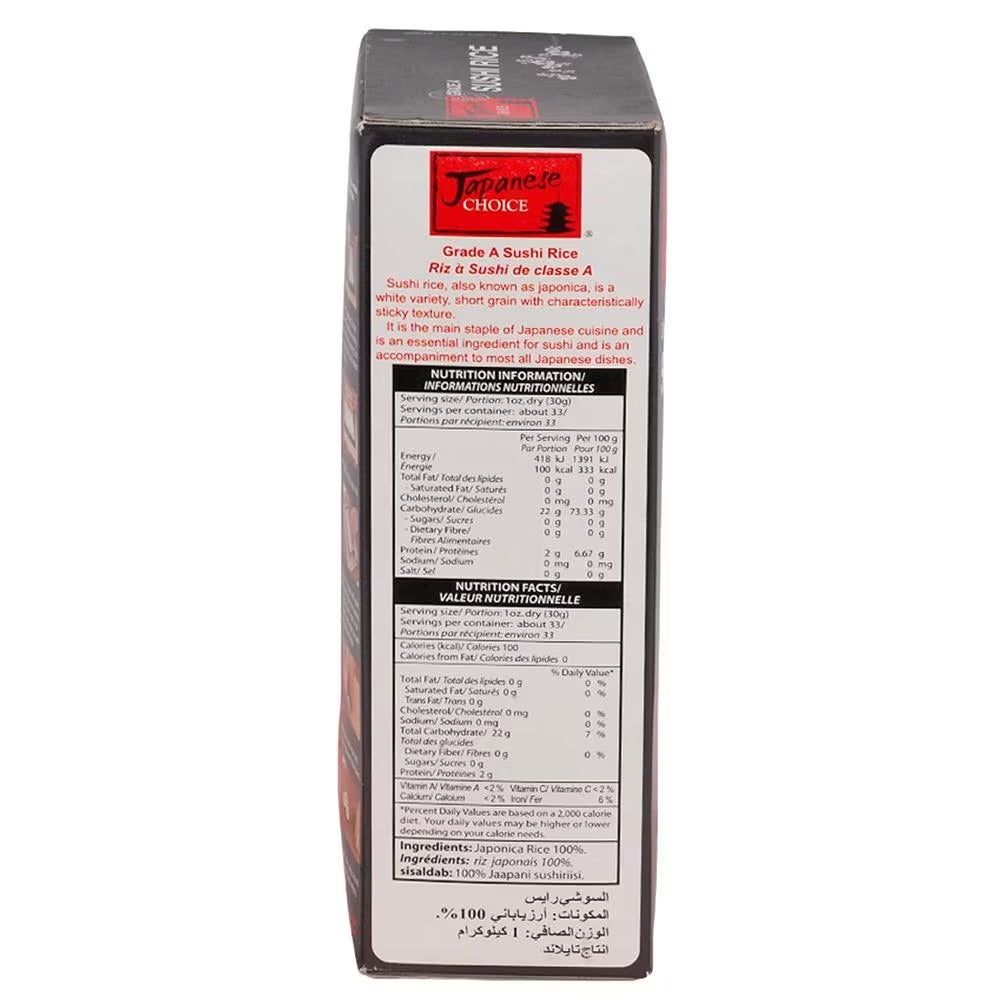 GRADE A
SUSHI RICE
Japanese
CHOICE
®
Grade A Sushi Rice
Riz à Sushi de classe A
Sushi rice, also known as japonica, is a
white variety, short grain with characteristically
sticky texture.
It is the main staple of Japanese cuisine and
is an essential ingredient for sushi and is an
accompaniment to most all Japanese dishes.
NUTRITION INFORMATION/
INFORMATIONS NUTRITIONNELLES
Serving size/ Portion: 1oz. dry (30g)
Servings per container: about 33/
Portions par récipient: environ 33
Per Serving Per 100 g
Par Portion Pour 100 g
Energy/ 418 kJ 1391 kJ
Energie 100 kcal 333 kcal
Total Fat/ Total des lipides 0 g 0 g
- Saturated Fat/ Saturés 0 g 0 g
Cholesterol/ Cholestérol 0 mg 0 mg
Carbohydrate/ Glucides 22 g 73.33 g
- Sugars/ Sucres 0 g 0 g
- Dietary Fibre/ 0 g 0 g
Fibres Alimentaires
Protein/ Protéines 2 g 6.67 g
Sodium/ Sodium 0 mg 0 mg
Salt/ Sel 0 g 0 g
NUTRITION FACTS/
VALEUR NUTRITIONNELLE
Serving size/ Portion: 1oz. dry (30g)
Servings per container: about 33/
Portions par récipient: environ 33
Calories (kcal)/ Calories 100
Calories from Fat/ Calories des lipides 0
% Daily Value*
Total Fat/ Total des lipides 0 g 0 %
Saturated Fat/ Saturés 0 g 0 %
Trans Fat/ Trans 0 g
Cholesterol/ Cholestérol 0 mg 0 %
Sodium/ Sodium 0 mg 0 %
Total Carbohydrate/ 22 g 7 %
Total des glucides
Dietary Fiber/ Fibres 0 g 0 %
Sugars/ Sucres 0 g
Protein/ Protéines 2 g
Vitamin A/ Vitamine A <2% Vitamin C/ Vitamine C <2%
Calcium/ Calcium <2% Iron/ Fer 6%
*Percent Daily Values are based on a 2,000 calorie
diet. Your daily values may be higher or lower
depending on your calorie needs.
Ingredients: Japonica Rice 100%.
Ingrédients: riz japonais 100%.
sisaldab: 100% Jaapani sushiriisi.
السوشي رايس
المكونات: أرز ياباني 100%.
الوزن الصافي: 1 كيلوكرام
انتاج تايلاند